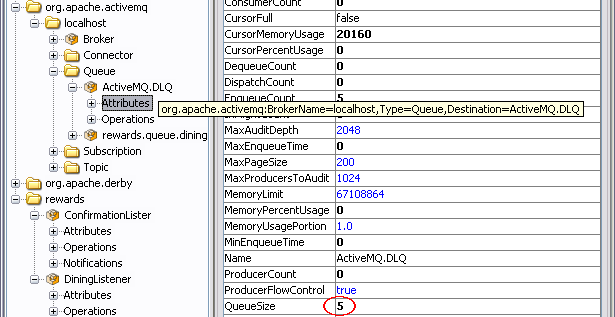 org.apache.activemq
localhost
Broker
Connector
Queue
ActiveMQ.DLQ
Attributes
Operations
rewards.queue.dining
Subscription
Topic
org.apache.derby
rewards
ConfirmationLister
Attributes
Operations
Notifications
DiningListener
Attributes
Operations
ConsumerCount 0
CursorFull false
CursorMemoryUsage 20160
CursorPercentUsage 0
DequeueCount 0
DispatchCount 0
EnqueueCount 5
org.apache.activemq:BrokerName=localhost,Type=Queue,Destination=ActiveMQ.DLQ
MaxAuditDepth 2048
MaxEnqueueTime 0
MaxPageSize 200
MaxProducersToAudit 1024
MemoryLimit 67108864
MemoryPercentUsage 0
MemoryUsagePortion 1.0
MinEnqueueTime 0
Name ActiveMQ.DLQ
ProducerCount 0
ProducerFlowControl true
QueueSize 5